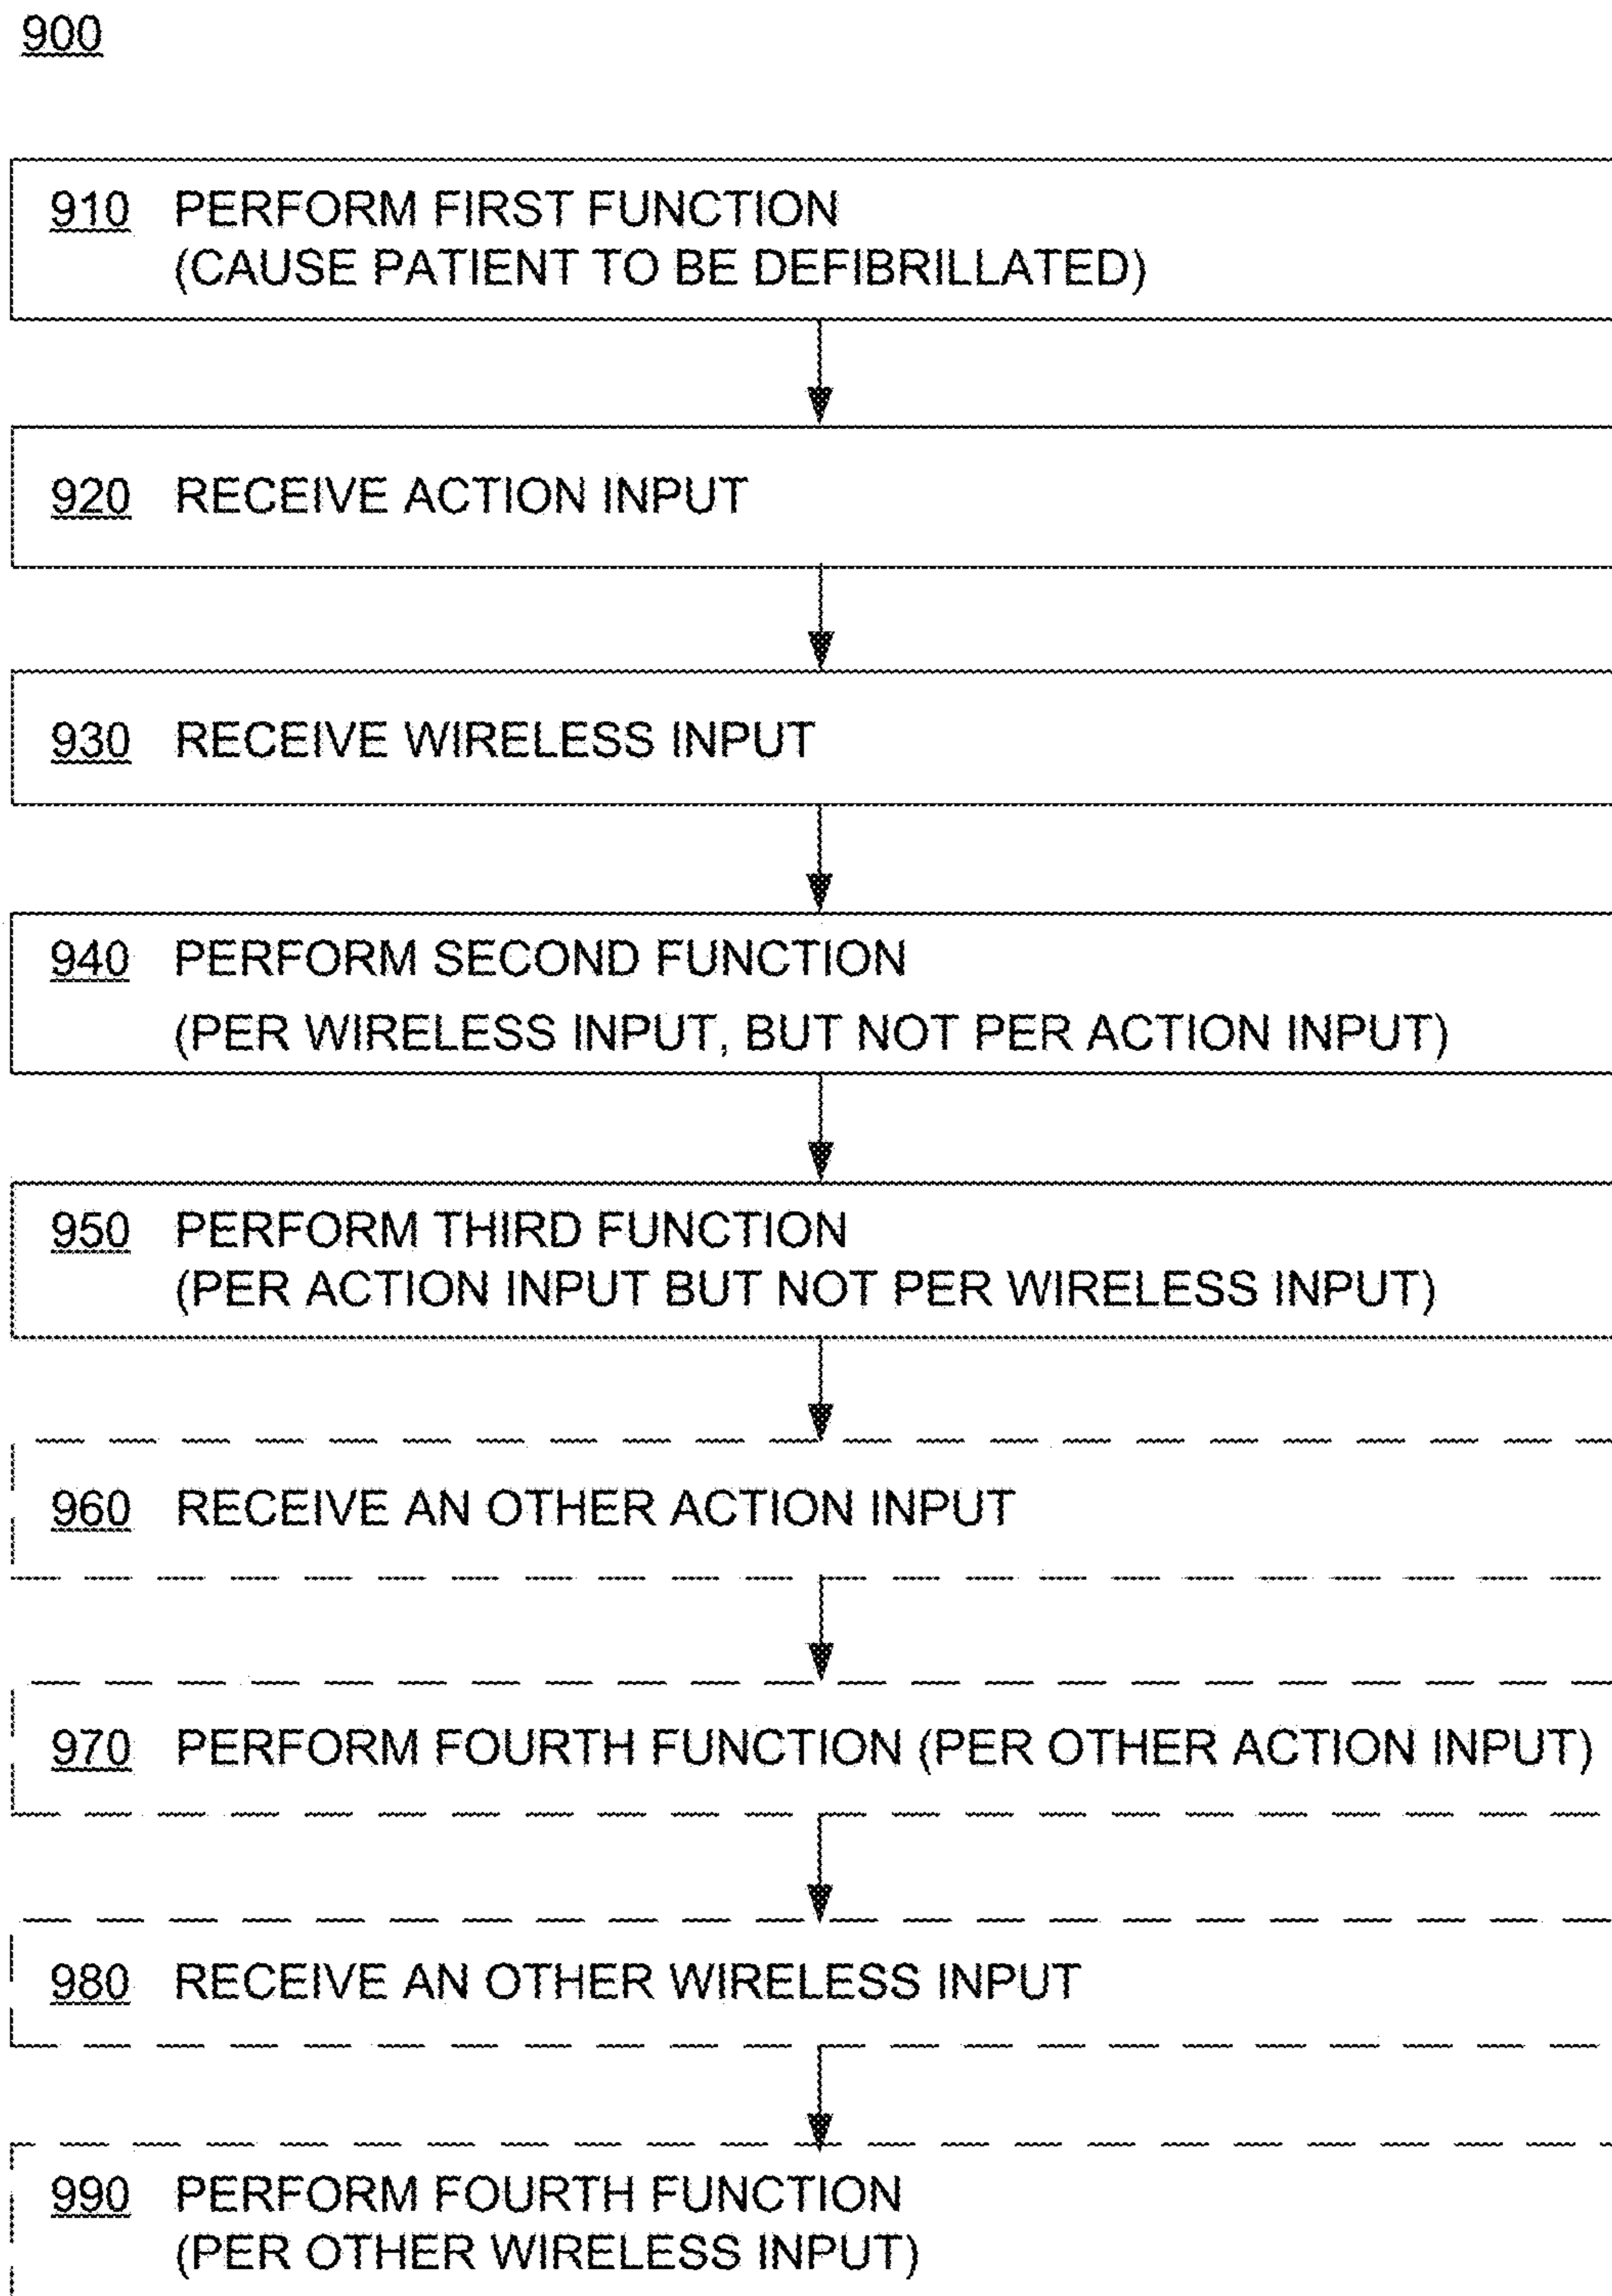 900
910 PERFORM FIRST FUNCTION
(CAUSE PATIENT TO BE DEFIBRILLATED)
920 RECEIVE ACTION INPUT
930 RECEIVE WIRELESS INPUT
940 PERFORM SECOND FUNCTION
(PER WIRELESS INPUT, BUT NOT PER ACTION INPUT)
950 PERFORM THIRD FUNCTION
(PER ACTION INPUT BUT NOT PER WIRELESS INPUT)
960 RECEIVE AN OTHER ACTION INPUT
970 PERFORM FOURTH FUNCTION (PER OTHER ACTION INPUT)
980 RECEIVE AN OTHER WIRELESS INPUT
990 PERFORM FOURTH FUNCTION
(PER OTHER WIRELESS INPUT)